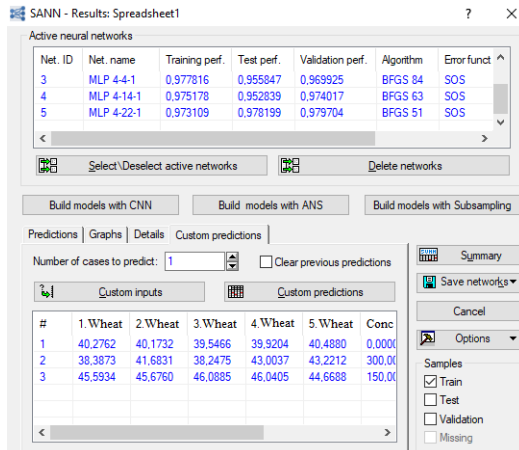 SANN - Results: Spreadsheet1 ? ×
Active neural networks
Net. ID Net. name Training perf. Test perf. Validation perf. Algorithm Error funct
3 MLP 4-4-1 0,977816 0,955847 0,969925 BFGS 84 SOS
4 MLP 4-14-1 0,975178 0,952839 0,974017 BFGS 63 SOS
5 MLP 4-22-1 0,973109 0,978199 0,979704 BFGS 51 SOS
Select\Deselect active networks Delete networks
Build models with CNN Build models with ANS Build models with Subsampling
Predictions Graphs Details Custom predictions
Number of cases to predict: 1 Clear previous predictions
Custom inputs Custom predictions
# 1.Wheat 2.Wheat 3.Wheat 4.Wheat 5.Wheat Conc
1 40,2762 40,1732 39,5466 39,9204 40,4880 0,0000
2 38,3873 41,6831 38,2475 43,0037 43,2212 300,00
3 45,5934 45,6760 46,0885 46,0405 44,6688 150,00
Summary
Save networks
Cancel
Options
Samples
Train
Test
Validation
Missing